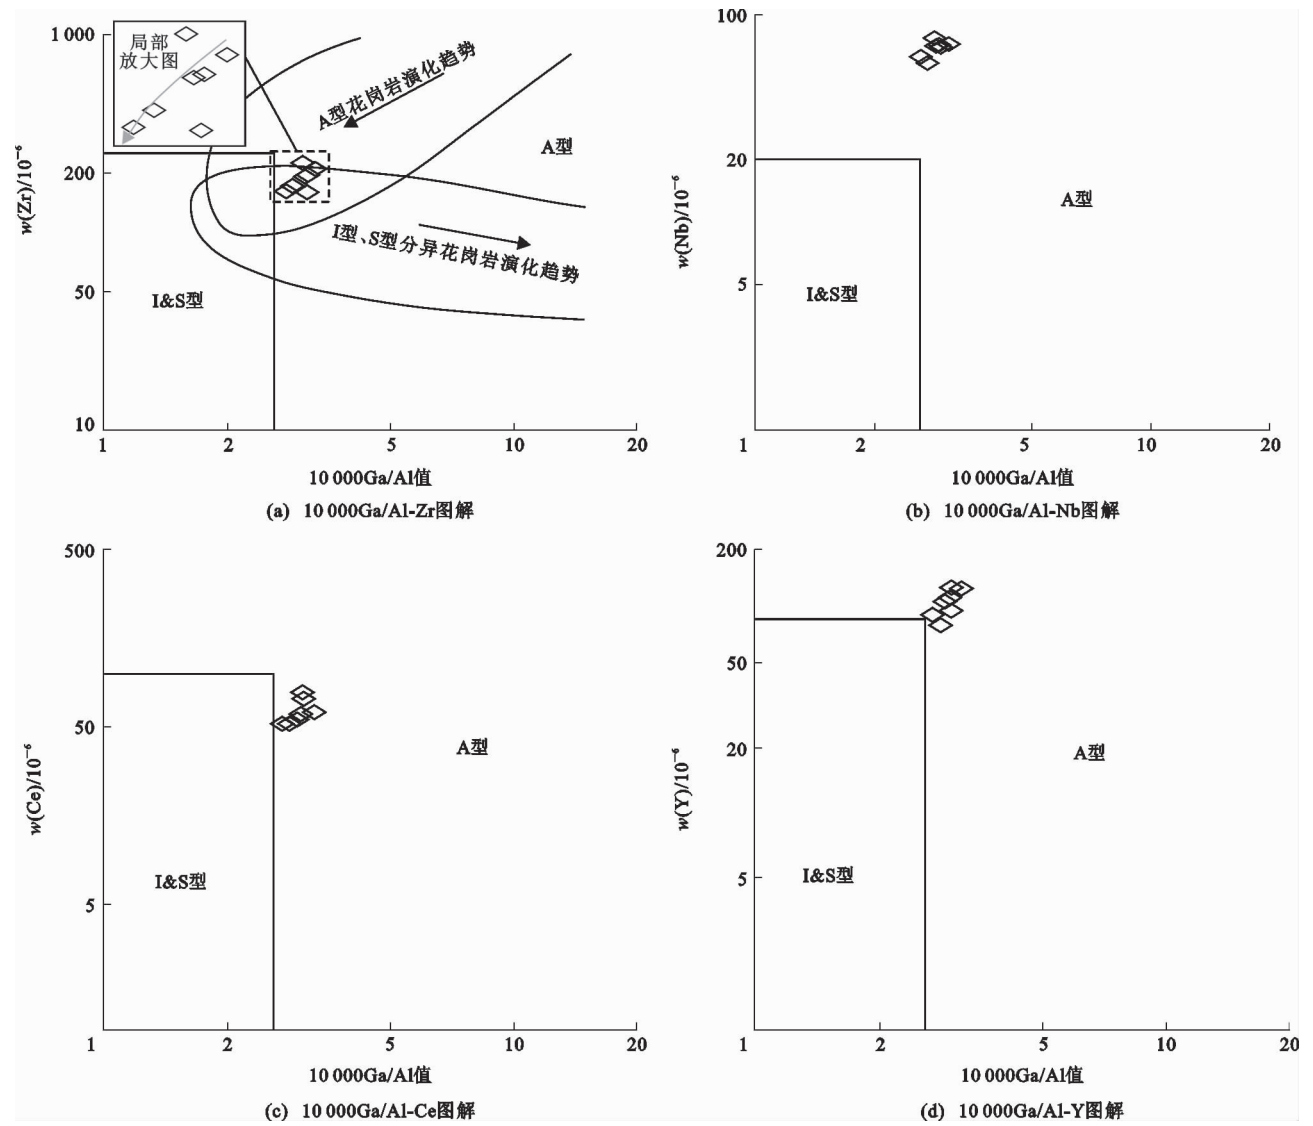 1 000
200
50
10
w(Zr)/10⁻⁶
局部
放大图
A型花岗岩演化趋势
A型
I型、S型分异花岗岩演化趋势
I&S型
1 2 5 10 20
10 000Ga/Al值
(a) 10 000Ga/Al-Zr图解
100
20
5
w(Nb)/10⁻⁶
A型
I&S型
1 2 5 10 20
10 000Ga/Al值
(b) 10 000Ga/Al-Nb图解
500
50
5
w(Ce)/10⁻⁶
A型
I&S型
1 2 5 10 20
10 000Ga/Al值
(c) 10 000Ga/Al-Ce图解
200
50
20
5
w(Y)/10⁻⁶
A型
I&S型
1 2 5 10 20
10 000Ga/Al值
(d) 10 000Ga/Al-Y图解